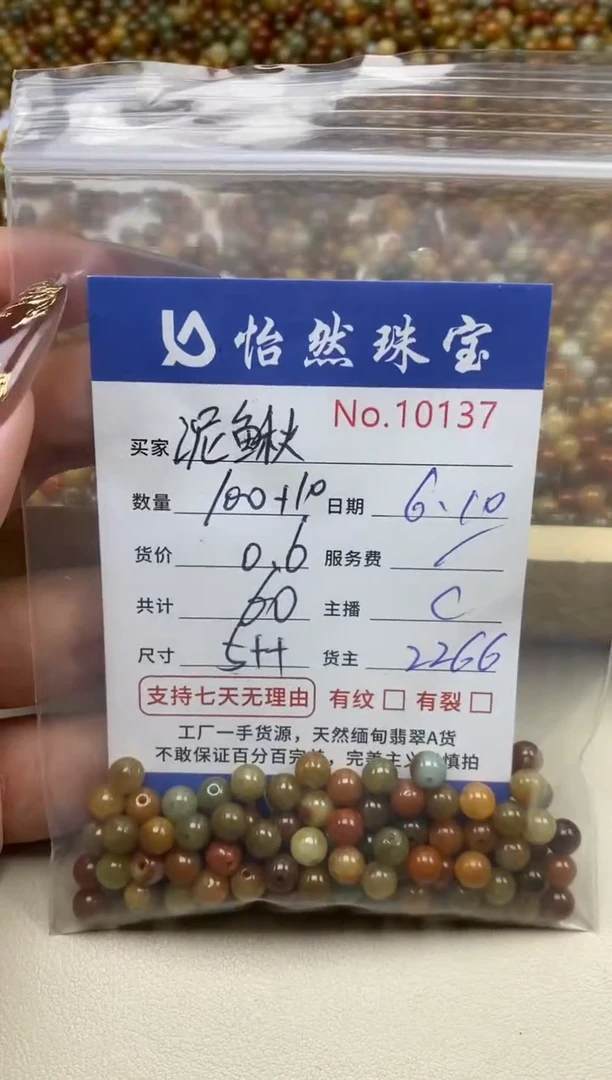 怡然珠宝
No.10137
买家 泥鳅
数量 100+10 日期 6.10
货价 0.6 服务费 /
共计 60 主播 C
尺寸 5++ 货主 2266
支持七天无理由 有纹 □ 有裂 □
工厂一手货源，天然缅甸翡翠A货
不敢保证百分百完美，完美主义慎拍